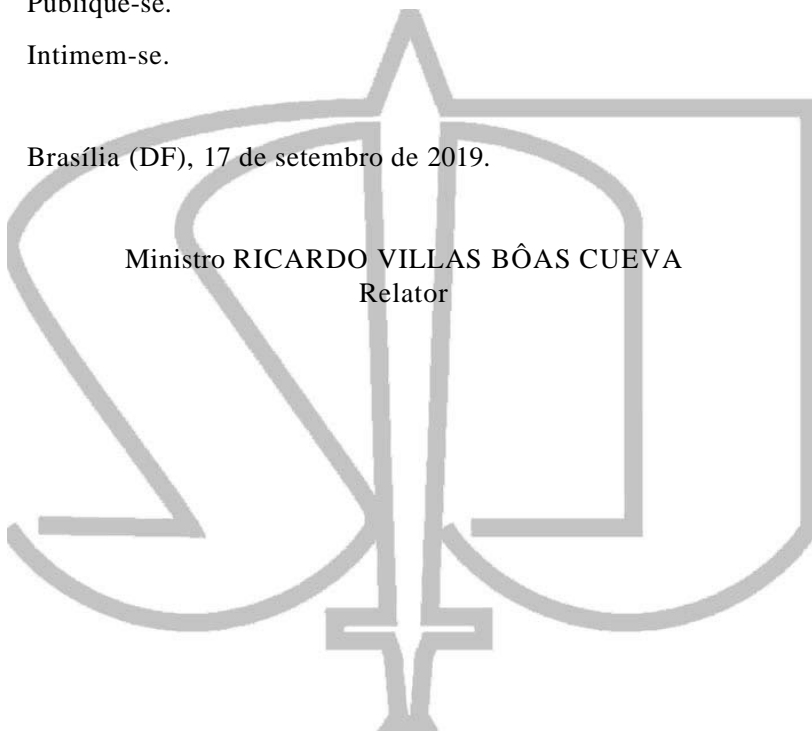 Publique-se.
Intimem-se.
Brasília (DF), 17 de setembro de 2019.
Ministro RICARDO VILLAS BÔAS CUEVA
Relator